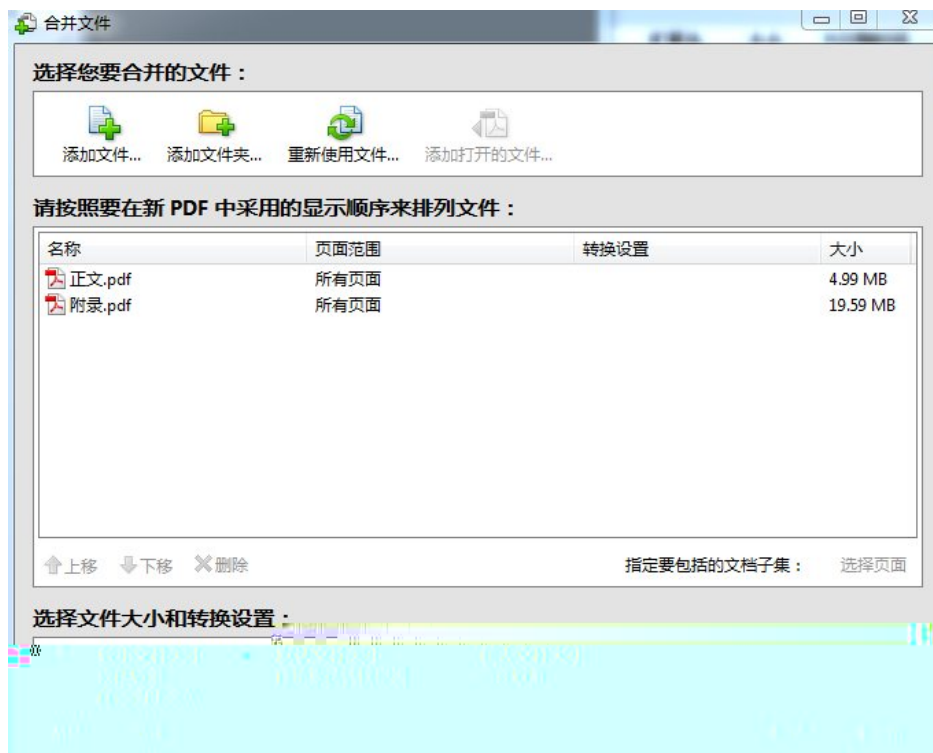 合并文件
选择您要合并的文件：
添加文件... 添加文件夹... 重新使用文件... 添加打开的文件...
请按照要在新 PDF 中采用的显示顺序来排列文件：
名称 页面范围 转换设置 大小
正文.pdf 所有页面 4.99 MB
附录.pdf 所有页面 19.59 MB
上移 下移 删除 指定要包括的文档子集： 选择页面
选择文件大小和转换设置：